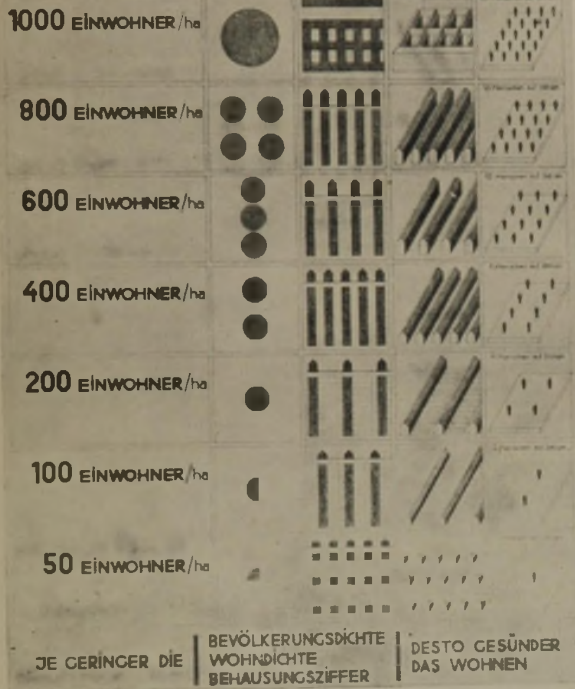 1000 EINWOHNER/ha
800 EINWOHNER/ha
600 EINWOHNER/ha
400 EINWOHNER/ha
200 EINWOHNER/ha
100 EINWOHNER/ha
50 EINWOHNER/ha
JE GERINGER DIE
BEVÖLKERUNGSDICHTE
WOHNDICHTE
BEHAUSUNGSZIFFER
DESTO GESÜNDER
DAS WOHNEN